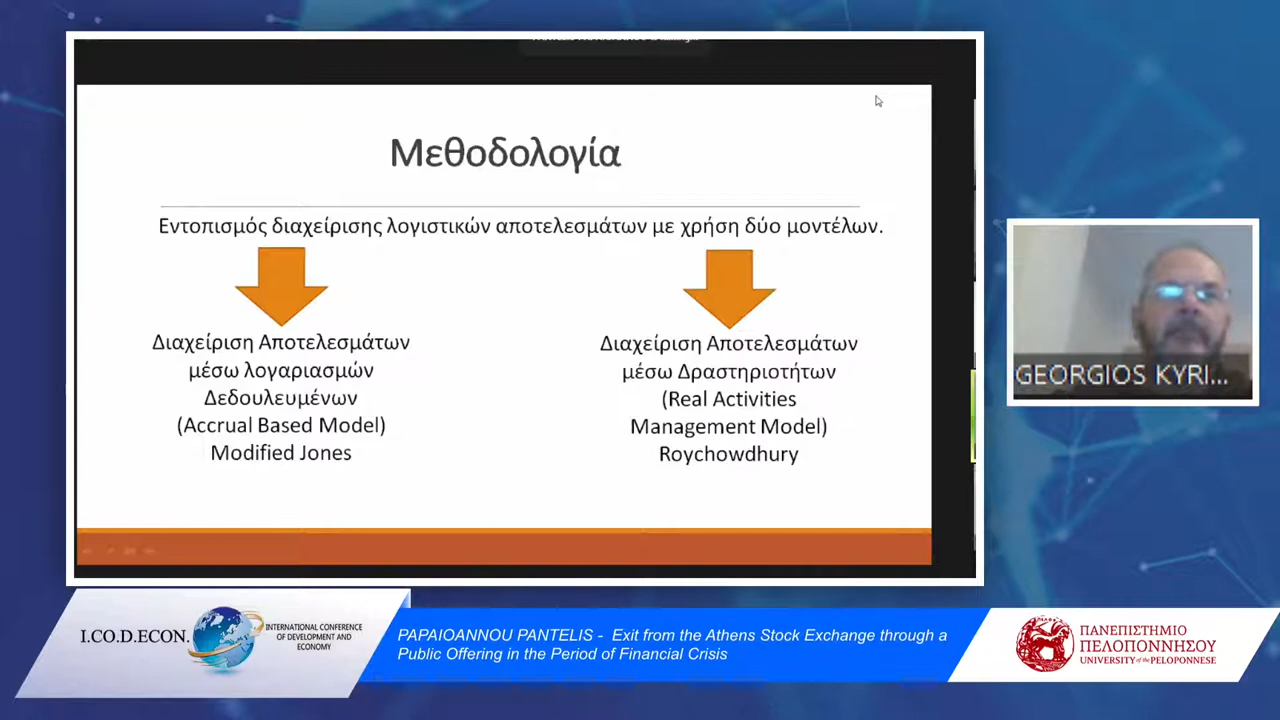 Μεθοδολογία
Εντοπισμός διαχείρισης λογιστικών αποτελεσμάτων με χρήση δύο μοντέλων.
Διαχείριση Αποτελεσμάτων
μέσω λογαριασμών
Δεδουλευμένων
(Accrual Based Model)
Modified Jones
Διαχείριση Αποτελεσμάτων
μέσω Δραστηριοτήτων
(Real Activities
Management Model)
Roychowdhury
GEORGIOS KYRI...
I.CO.D.ECON.
INTERNATIONAL CONFERENCE
OF DEVELOPMENT AND
ECONOMY
PAPAIOANNOU PANTELIS - Exit from the Athens Stock Exchange through a
Public Offering in the Period of Financial Crisis
ΠΑΝΕΠΙΣΤΗΜΙΟ
ΠΕΛΟΠΟΝΝΗΣΟΥ
UNIVERSITY of the PELOPONNESE